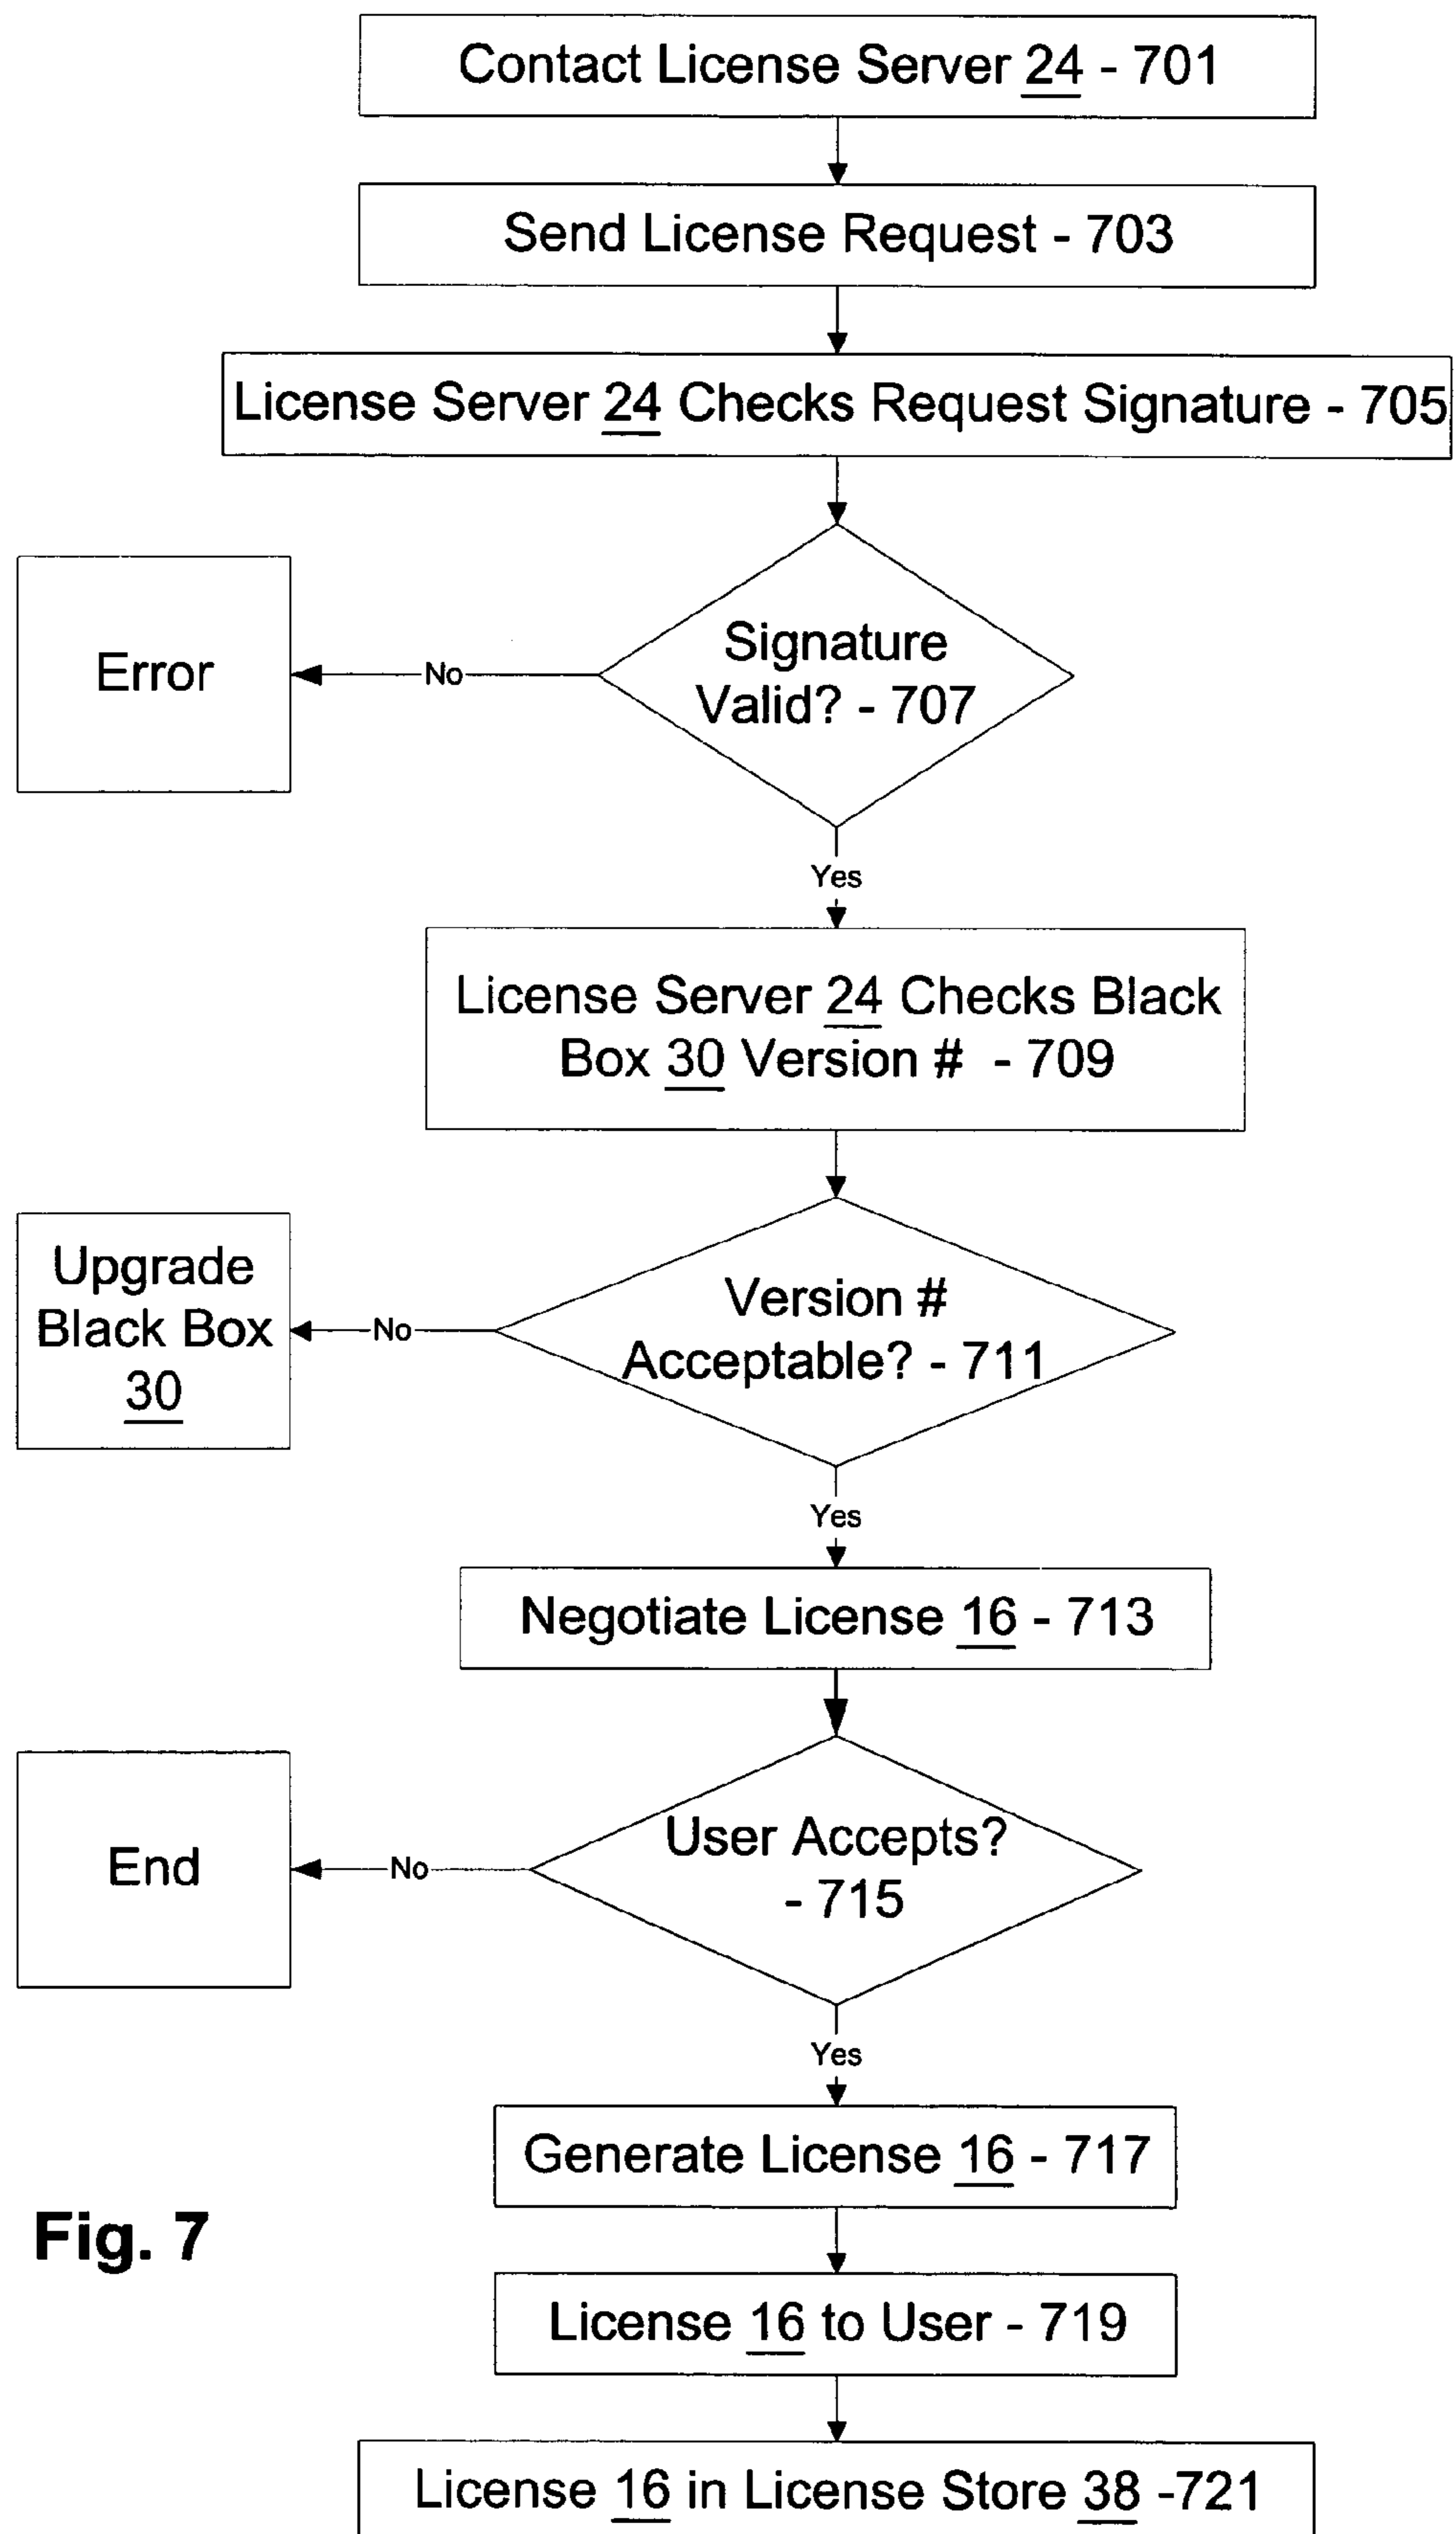 Contact License Server 24 - 701
Send License Request - 703
License Server 24 Checks Request Signature - 705
Signature
Valid? - 707
No
Error
Yes
License Server 24 Checks Black
Box 30 Version # - 709
Version #
Acceptable? - 711
No
Upgrade
Black Box
30
Yes
Negotiate License 16 - 713
User Accepts?
- 715
No
End
Yes
Generate License 16 - 717
Fig. 7
License 16 to User - 719
License 16 in License Store 38 -721